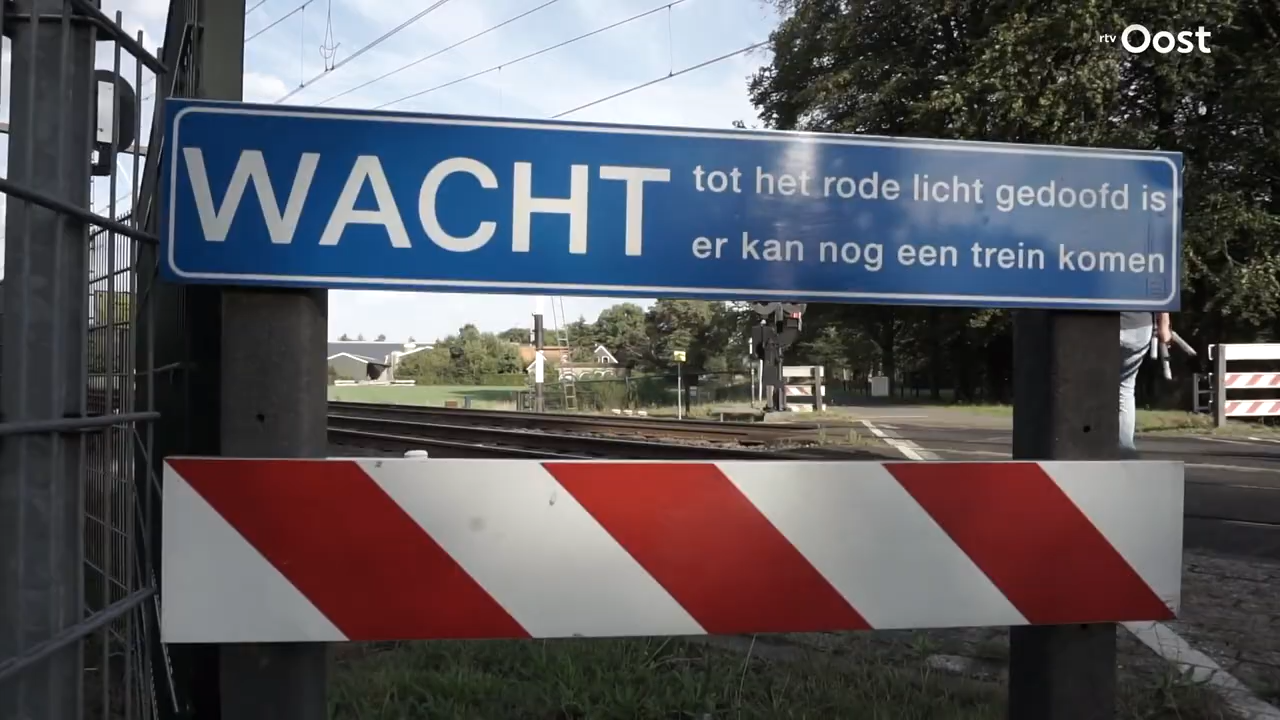 rtv Oost
WACHT
tot het rode licht gedoofd is
er kan nog een trein komen